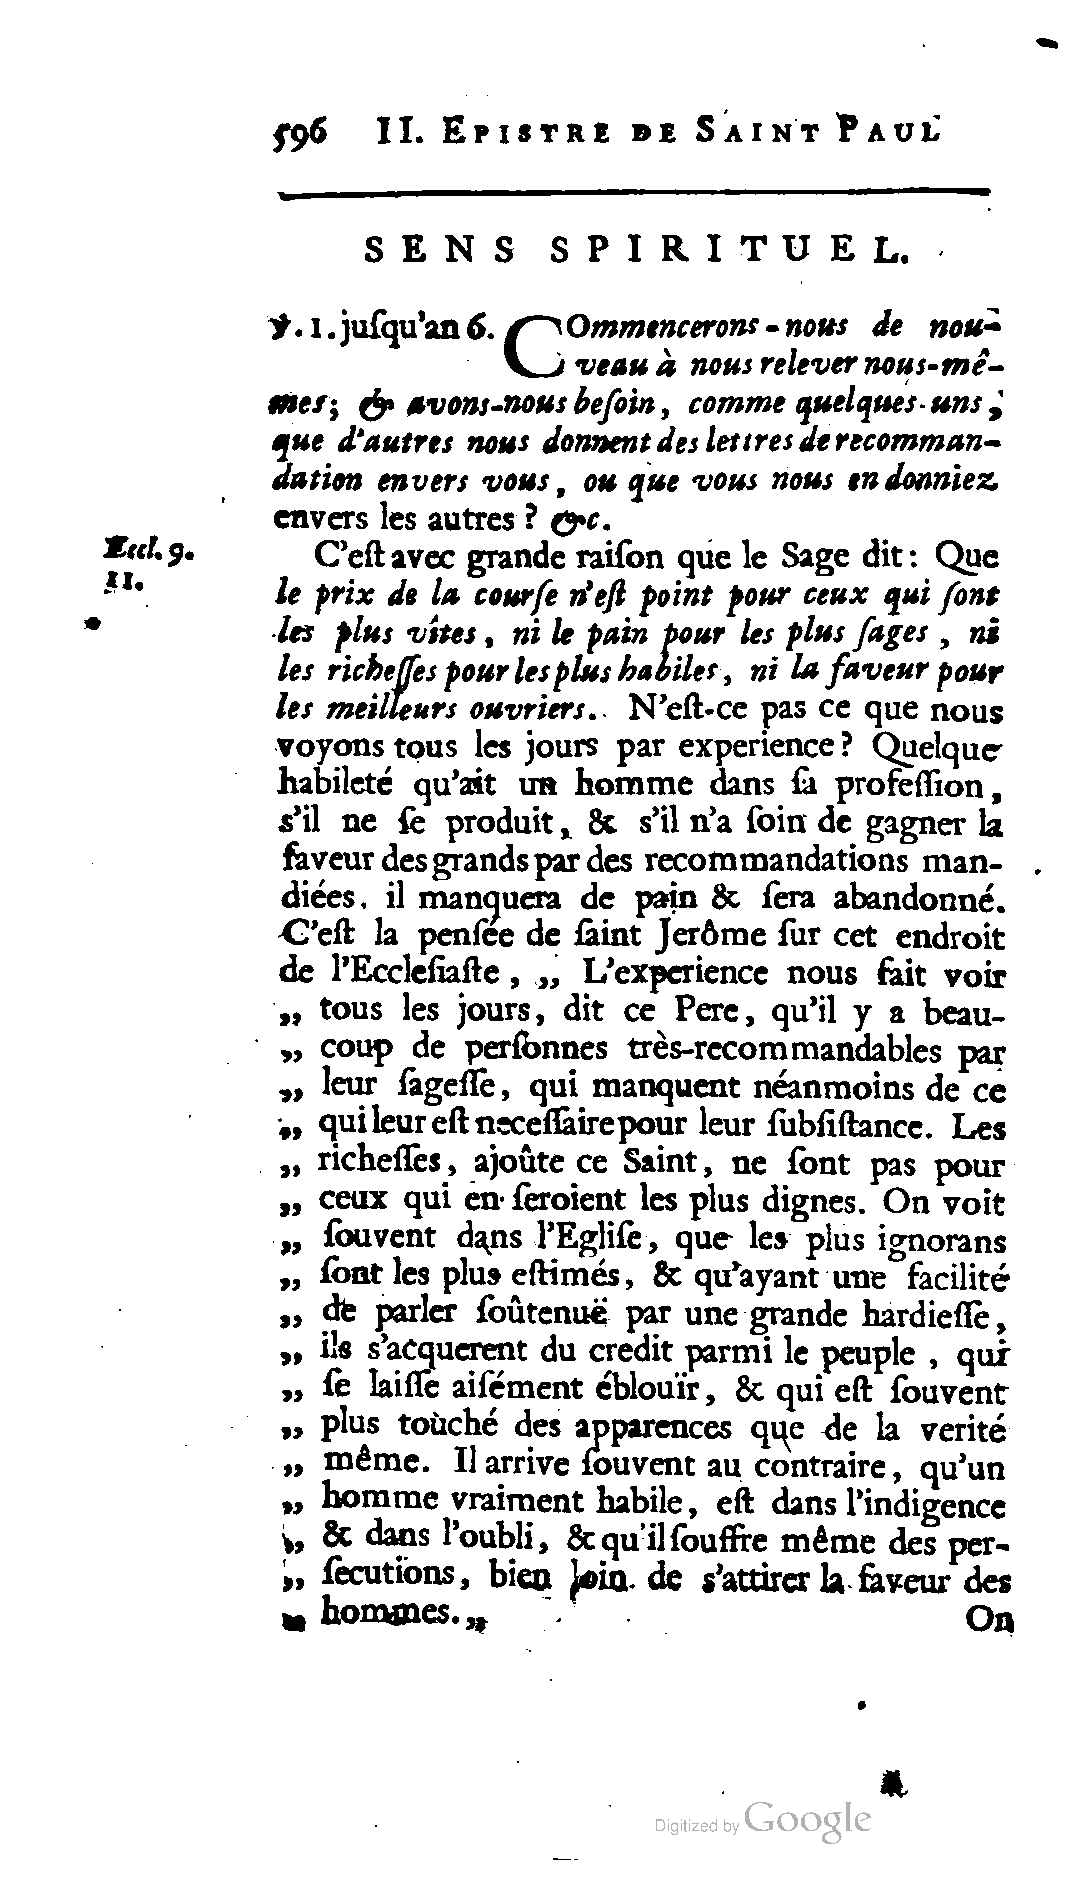 596 II. EPISTRE DE SAINT PAUL
SENS SPIRITUEL.
℣. 1. juſqu'an 6. COmmencerons-nous de nou-
veau à nous relever nous-mê-
mes; & avons-nous beſoin, comme quelques-uns,
que d'autres nous donnent des lettres de recomman-
dation envers vous, ou que vous nous en donniez
envers les autres ? &c.
Eccl. 9.
11.
C'eſt avec grande raiſon que le Sage dit: Que
le prix de la courſe n'eſt point pour ceux qui ſont
les plus vîtes, ni le pain pour les plus ſages, ni
les richeſſes pour les plus habiles, ni la faveur pour
les meilleurs ouvriers. N'eſt-ce pas ce que nous
voyons tous les jours par experience? Quelque
habileté qu'ait un homme dans ſa profeſſion,
s'il ne ſe produit, & s'il n'a ſoin de gagner la
faveur des grands par des recommandations man-
diées, il manquera de pain & ſera abandonné.
C'eſt la penſée de ſaint Jerôme ſur cet endroit
de l'Eccleſiaſte, ,, L'experience nous fait voir
,, tous les jours, dit ce Pere, qu'il y a beau-
,, coup de perſonnes très-recommandables par
,, leur ſageſſe, qui manquent néanmoins de ce
,, qui leur eſt neceſſaire pour leur ſubſiſtance. Les
,, richeſſes, ajoûte ce Saint, ne ſont pas pour
,, ceux qui en ſeroient les plus dignes. On voit
,, ſouvent dans l'Egliſe, que les plus ignorans
,, ſont les plus eſtimés, & qu'ayant une facilité
,, de parler ſoûtenuë par une grande hardieſſe,
,, ils s'acquerent du credit parmi le peuple, qui
,, ſe laiſſe aiſément éblouïr, & qui eſt ſouvent
,, plus touché des apparences que de la verité
,, même. Il arrive ſouvent au contraire, qu'un
,, homme vraiment habile, eſt dans l'indigence
,, & dans l'oubli, & qu'il ſouffre même des per-
,, ſecutions, bien loin de s'attirer la faveur des
,, hommes.,,
On
Digitized by Google